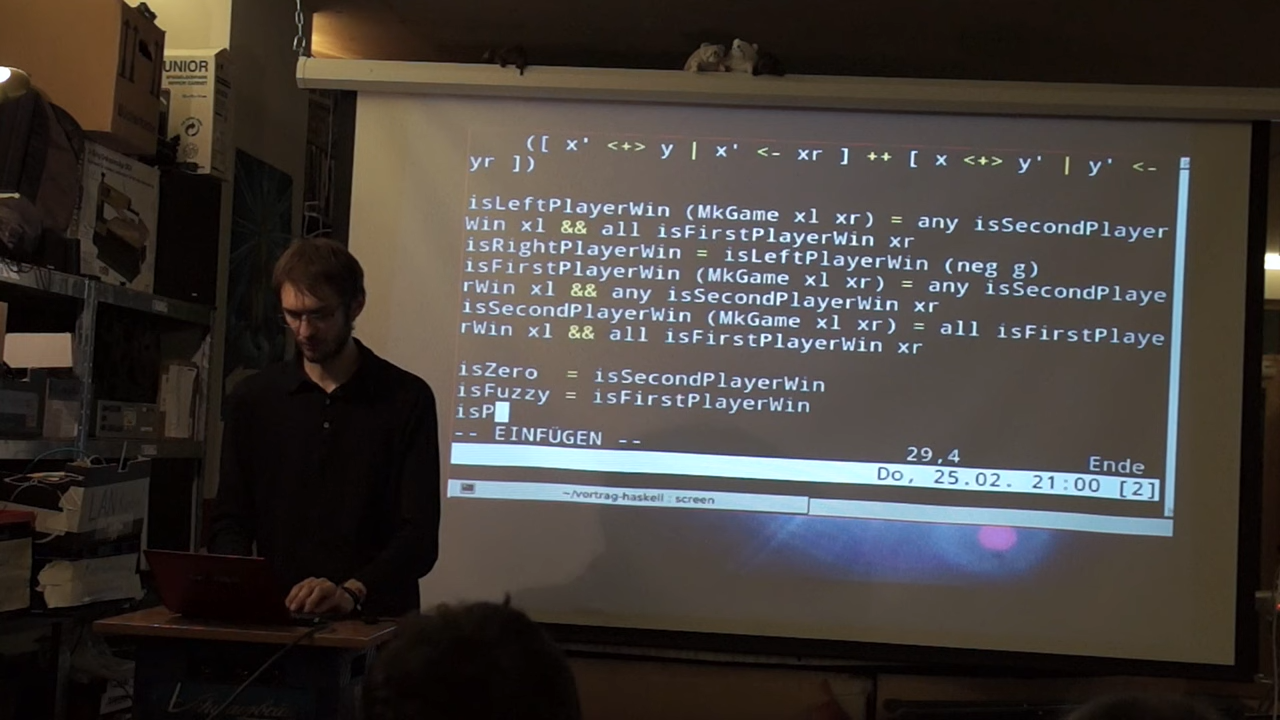 UNIOR
([ x' <+> y | x' <- xr ] ++ [ x <+> y' | y' <-
yr ])
isLeftPlayerWin (MkGame xl xr) = any isSecondPlayer
Win xl && all isFirstPlayerWin xr
isRightPlayerWin = isLeftPlayerWin (neg g)
isFirstPlayerWin (MkGame xl xr) = any isSecondPlaye
rWin xl && any isSecondPlayerWin xr
isSecondPlayerWin (MkGame xl xr) = all isFirstPlaye
rWin xl && all isFirstPlayerWin xr
isZero = isSecondPlayerWin
isFuzzy = isFirstPlayerWin
isP
-- EINFÜGEN --
29,4 Ende
Do, 25.02. 21:00 [2]
~/vortrag-haskell : screen
LAN